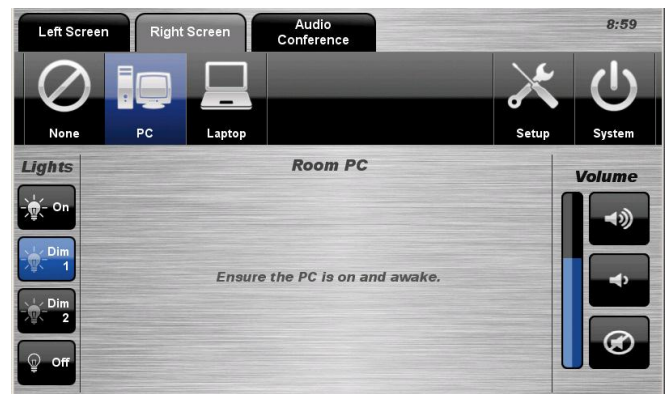 Left Screen
Right Screen
Audio
Conference
8:59
None
PC
Laptop
Setup
System
Lights
Room PC
Volume
On
Dim
1
Ensure the PC is on and awake.
Dim
2
Off